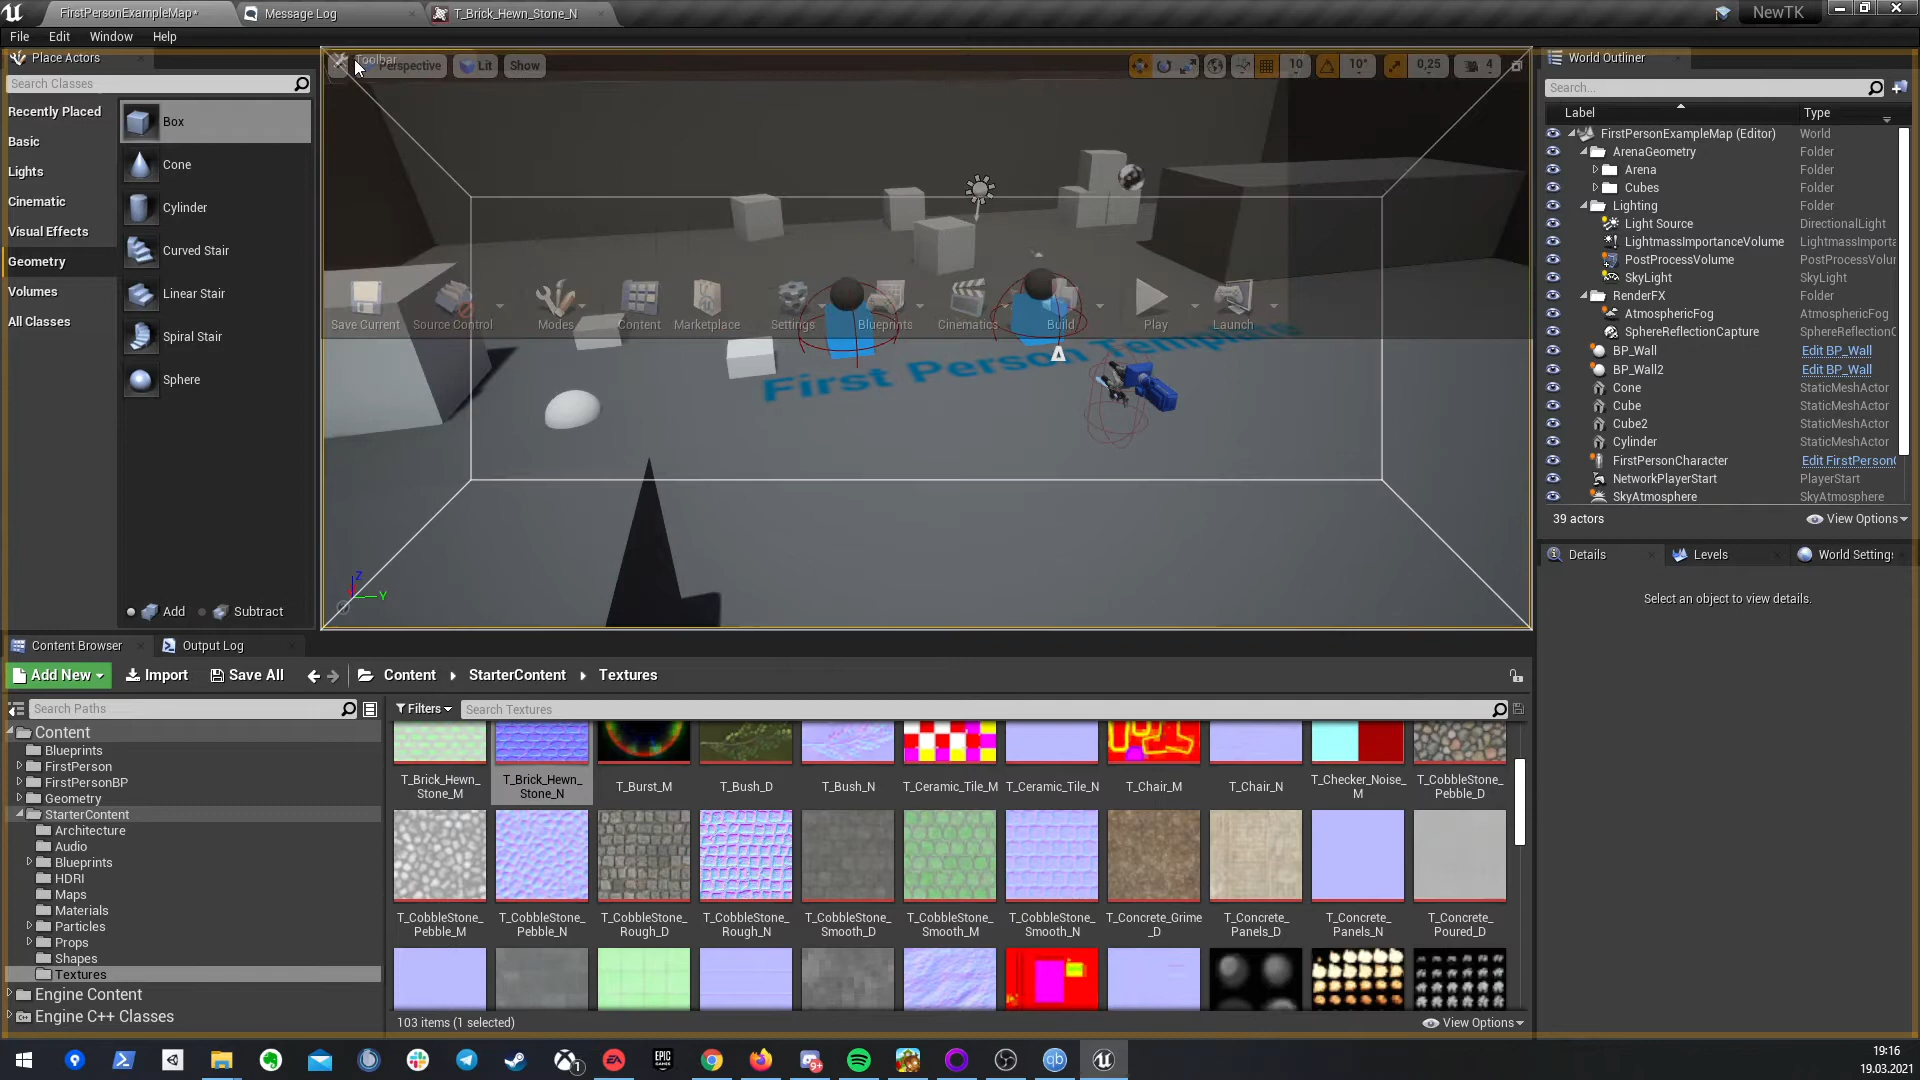 FirstPersonExampleMap*
Message Log
T_Brick_Hewn_Stone_N
NewTK
File
Edit
Window
Help
Place Actors
Search Classes
Recently Placed
Basic
Lights
Cinematic
Visual Effects
Geometry
Volumes
All Classes
Box
Cone
Cylinder
Curved Stair
Linear Stair
Spiral Stair
Sphere
Add
Subtract
Toolbar
Perspective
Lit
Show
10
10°
0,25
4
Save Current
Source Control
Modes
Content
Marketplace
Settings
Blueprints
Cinematics
Build
Play
Launch
First Person Template
Z
Y
World Outliner
Search...
Label
Type
FirstPersonExampleMap (Editor)
World
ArenaGeometry
Folder
Arena
Folder
Cubes
Folder
Lighting
Folder
Light Source
DirectionalLight
LightmassImportanceVolume
LightmassImporta
PostProcessVolume
PostProcessVolur
SkyLight
SkyLight
RenderFX
Folder
AtmosphericFog
AtmosphericFog
SphereReflectionCapture
SphereReflectionC
BP_Wall
Edit BP_Wall
BP_Wall2
Edit BP_Wall
Cone
StaticMeshActor
Cube
StaticMeshActor
Cube2
StaticMeshActor
Cylinder
StaticMeshActor
FirstPersonCharacter
Edit FirstPersonC
NetworkPlayerStart
PlayerStart
SkyAtmosphere
SkyAtmosphere
39 actors
View Options
Details
Levels
World Settings
Select an object to view details.
Content Browser
Output Log
Add New
Import
Save All
Content
StarterContent
Textures
Search Paths
Filters
Search Textures
Content
Blueprints
FirstPerson
FirstPersonBP
Geometry
StarterContent
Architecture
Audio
Blueprints
HDRI
Maps
Materials
Particles
Props
Shapes
Textures
Engine Content
Engine C++ Classes
T_Brick_Hewn_
Stone_M
T_Brick_Hewn_
Stone_N
T_Burst_M
T_Bush_D
T_Bush_N
T_Ceramic_Tile_M
T_Ceramic_Tile_N
T_Chair_M
T_Chair_N
T_Checker_Noise_
M
T_CobbleStone_
Pebble_D
T_CobbleStone_
Pebble_M
T_CobbleStone_
Pebble_N
T_CobbleStone_
Rough_D
T_CobbleStone_
Rough_N
T_CobbleStone_
Smooth_D
T_CobbleStone_
Smooth_M
T_CobbleStone_
Smooth_N
T_Concrete_Grime
_D
T_Concrete_
Panels_D
T_Concrete_
Panels_N
T_Concrete_
Poured_D
103 items (1 selected)
View Options
19:16
19.03.2021